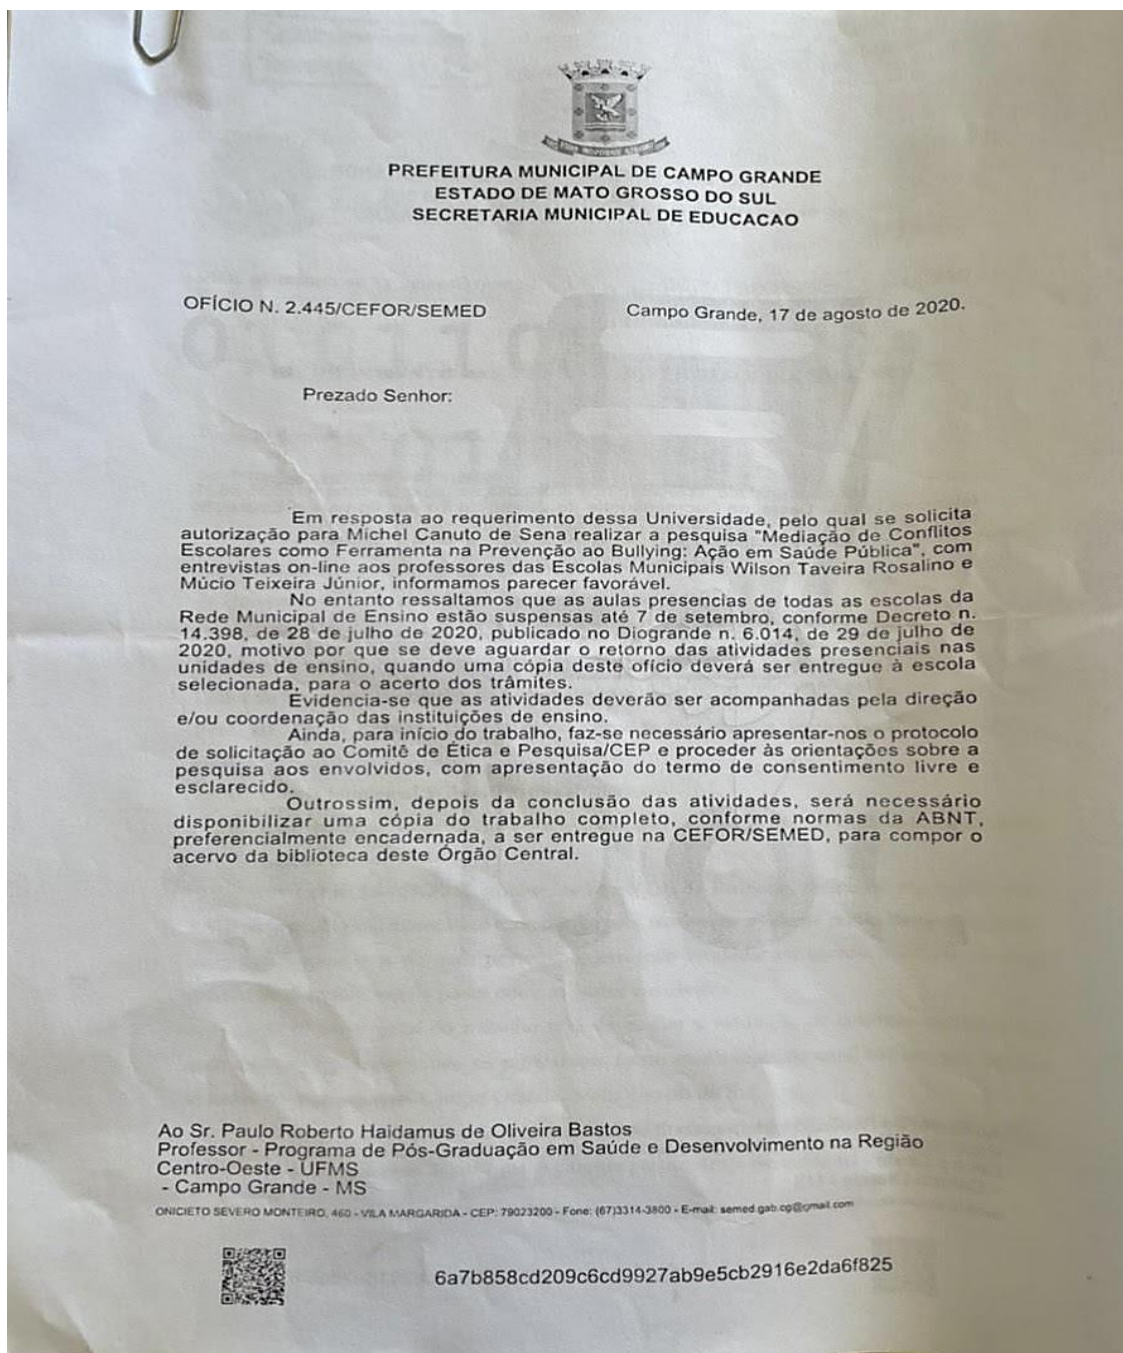 PREFEITURA MUNICIPAL DE CAMPO GRANDE
ESTADO DE MATO GROSSO DO SUL
SECRETARIA MUNICIPAL DE EDUCACAO
OFÍCIO N. 2.445/CEFOR/SEMED
Campo Grande, 17 de agosto de 2020.
Prezado Senhor:
Em resposta ao requerimento dessa Universidade, pelo qual se solicita
autorização para Michel Canuto de Sena realizar a pesquisa "Mediação de Conflitos
Escolares como Ferramenta na Prevenção ao Bullying: Ação em Saúde Pública", com
entrevistas on-line aos professores das Escolas Municipais Wilson Taveira Rosalino e
Múcio Teixeira Júnior, informamos parecer favorável.
No entanto ressaltamos que as aulas presencias de todas as escolas da
Rede Municipal de Ensino estão suspensas até 7 de setembro, conforme Decreto n.
14.398, de 28 de julho de 2020, publicado no Diogrande n. 6.014, de 29 de julho de
2020, motivo por que se deve aguardar o retorno das atividades presenciais nas
unidades de ensino, quando uma cópia deste ofício deverá ser entregue à escola
selecionada, para o acerto dos trâmites.
Evidencia-se que as atividades deverão ser acompanhadas pela direção
e/ou coordenação das instituições de ensino.
Ainda, para início do trabalho, faz-se necessário apresentar-nos o protocolo
de solicitação ao Comitê de Ética e Pesquisa/CEP e proceder às orientações sobre a
pesquisa aos envolvidos, com apresentação do termo de consentimento livre e
esclarecido.
Outrossim, depois da conclusão das atividades, será necessário
disponibilizar uma cópia do trabalho completo, conforme normas da ABNT,
preferencialmente encadernada, a ser entregue na CEFOR/SEMED, para compor o
acervo da biblioteca deste Órgão Central.
Ao Sr. Paulo Roberto Haidamus de Oliveira Bastos
Professor - Programa de Pós-Graduação em Saúde e Desenvolvimento na Região
Centro-Oeste - UFMS
- Campo Grande - MS
ONICIETO SEVERO MONTEIRO, 460 - VILA MARGARIDA - CEP: 79023200 - Fone: (67)3314-3800 - E-mail: semed.gab.cg@gmail.com
6a7b858cd209c6cd9927ab9e5cb2916e2da6f825